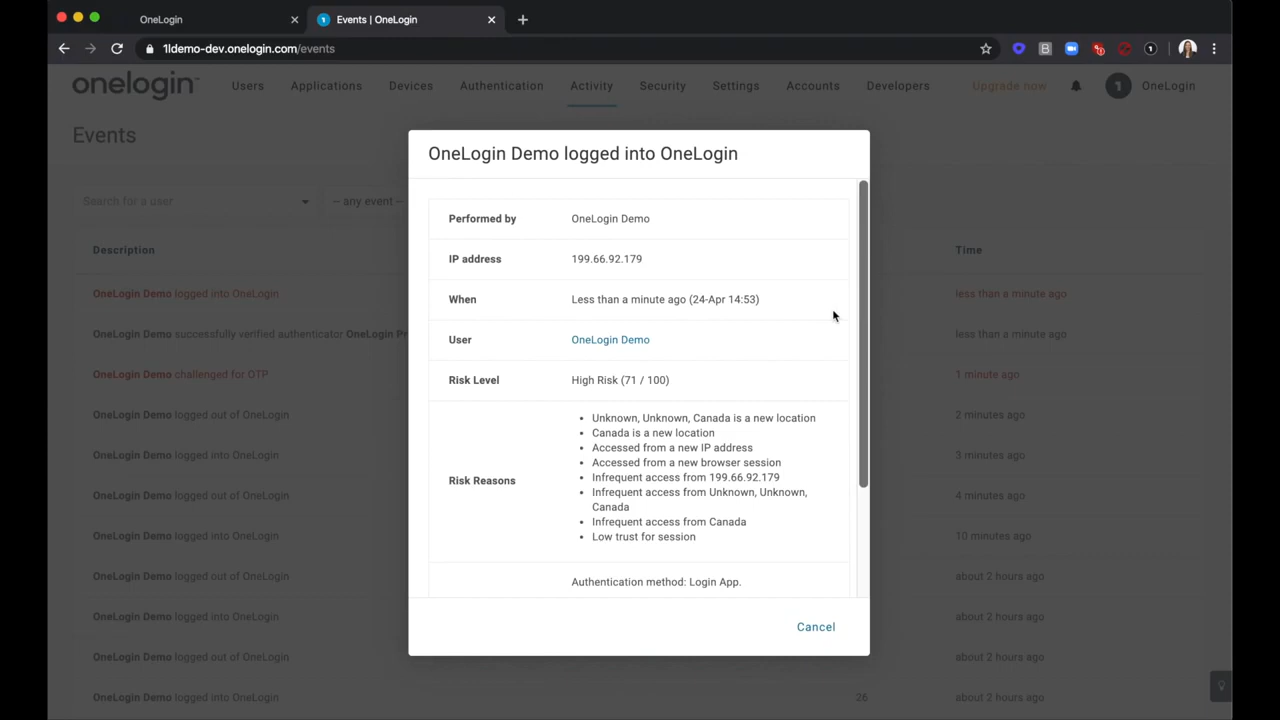 OneLogin
Events | OneLogin
1ldemo-dev.onelogin.com/events
onelogin
Users
Applications
Devices
Authentication
Activity
Security
Settings
Accounts
Developers
Upgrade now
OneLogin
Events
Search for a user
-- any event --
Description
Time
OneLogin Demo logged into OneLogin
less than a minute ago
OneLogin Demo successfully verified authenticator OneLogin Pr
less than a minute ago
OneLogin Demo challenged for OTP
1 minute ago
OneLogin Demo logged out of OneLogin
2 minutes ago
OneLogin Demo logged into OneLogin
3 minutes ago
OneLogin Demo logged out of OneLogin
4 minutes ago
OneLogin Demo logged into OneLogin
10 minutes ago
OneLogin Demo logged out of OneLogin
about 2 hours ago
OneLogin Demo logged into OneLogin
about 2 hours ago
OneLogin Demo logged out of OneLogin
about 2 hours ago
OneLogin Demo logged into OneLogin
26
about 2 hours ago
OneLogin Demo logged into OneLogin
Performed by
OneLogin Demo
IP address
199.66.92.179
When
Less than a minute ago (24-Apr 14:53)
User
OneLogin Demo
Risk Level
High Risk (71 / 100)
Risk Reasons
• Unknown, Unknown, Canada is a new location
• Canada is a new location
• Accessed from a new IP address
• Accessed from a new browser session
• Infrequent access from 199.66.92.179
• Infrequent access from Unknown, Unknown,
Canada
• Infrequent access from Canada
• Low trust for session
Authentication method: Login App.
Cancel